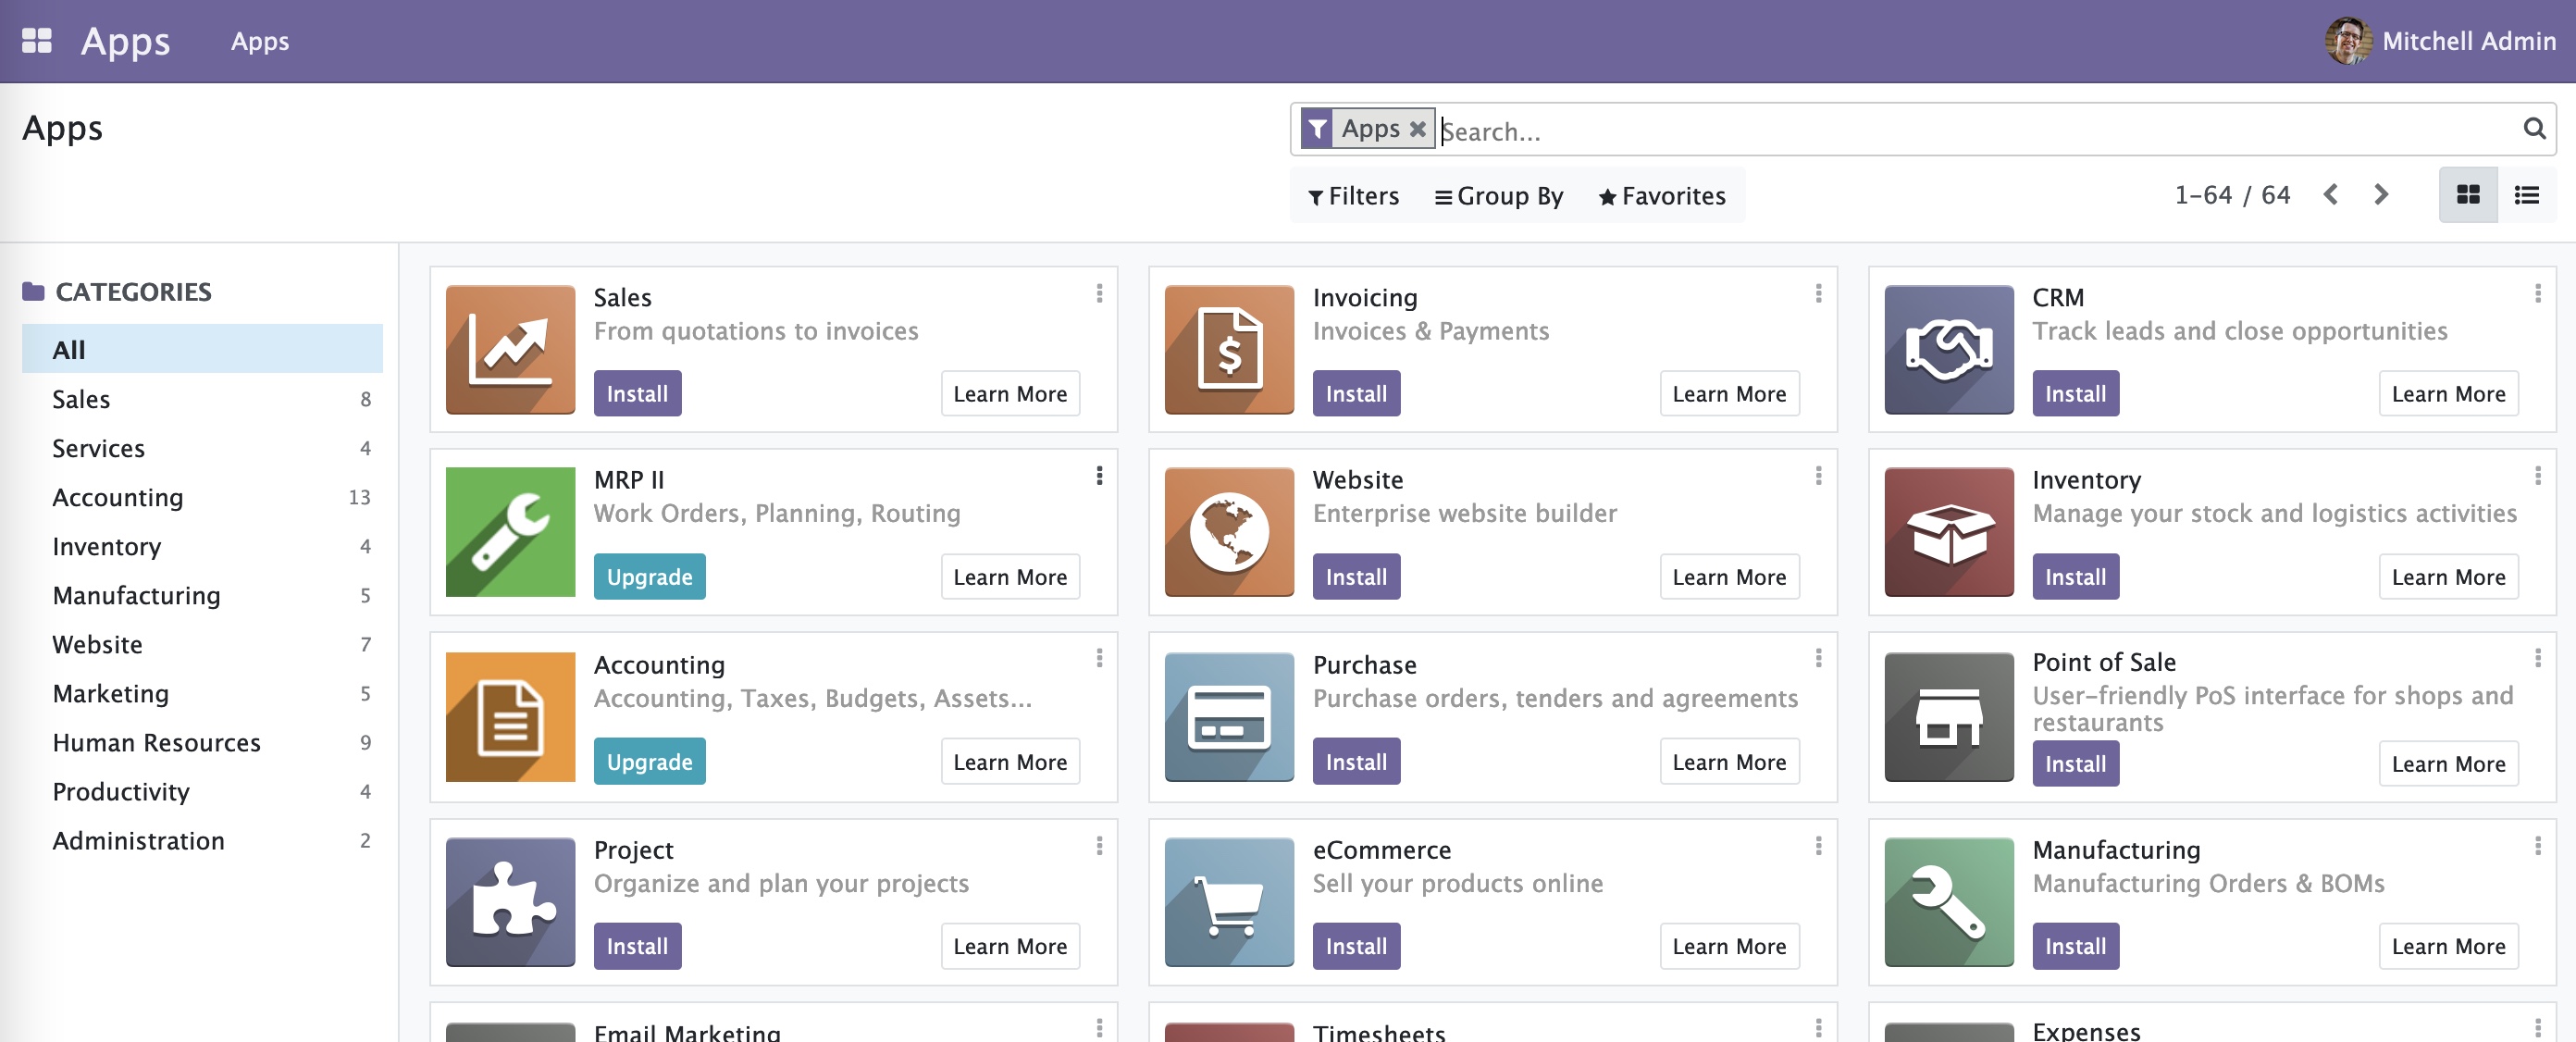 Apps
Apps
Mitchell Admin
Apps
Apps
Search...
Filters
Group By
Favorites
1-64 / 64
CATEGORIES
All
Sales 8
Services 4
Accounting 13
Inventory 4
Manufacturing 5
Website 7
Marketing 5
Human Resources 9
Productivity 4
Administration 2
Sales
From quotations to invoices
Install
Learn More
Invoicing
Invoices & Payments
Install
Learn More
CRM
Track leads and close opportunities
Install
Learn More
MRP II
Work Orders, Planning, Routing
Upgrade
Learn More
Website
Enterprise website builder
Install
Learn More
Inventory
Manage your stock and logistics activities
Install
Learn More
Accounting
Accounting, Taxes, Budgets, Assets...
Upgrade
Learn More
Purchase
Purchase orders, tenders and agreements
Install
Learn More
Point of Sale
User-friendly PoS interface for shops and
restaurants
Install
Learn More
Project
Organize and plan your projects
Install
Learn More
eCommerce
Sell your products online
Install
Learn More
Manufacturing
Manufacturing Orders & BOMs
Install
Learn More
Email Marketing
Timesheets
Expenses